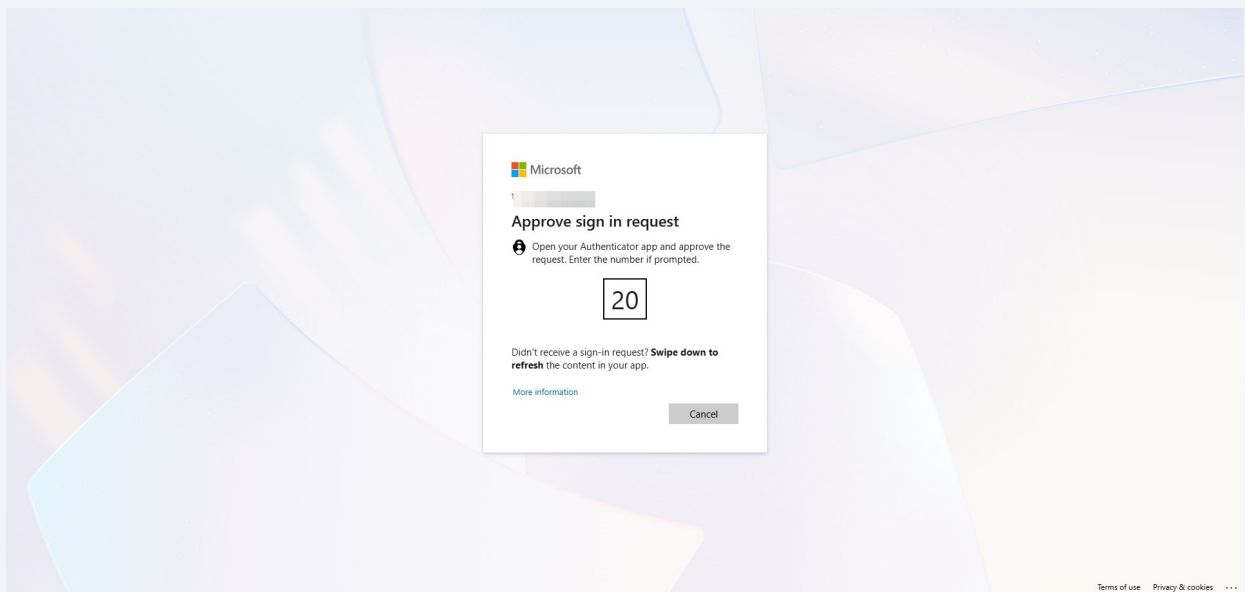 Microsoft
Approve sign in request
Open your Authenticator app and approve the
request. Enter the number if prompted.
20
Didn't receive a sign-in request? Swipe down to
refresh the content in your app.
More information
Cancel
Terms of use Privacy & cookies ...